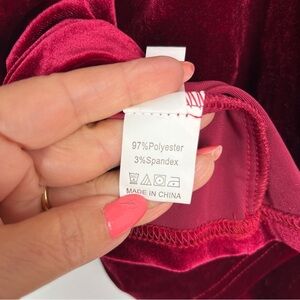 97%Polyester
3%Spandex
MADE IN CHINA